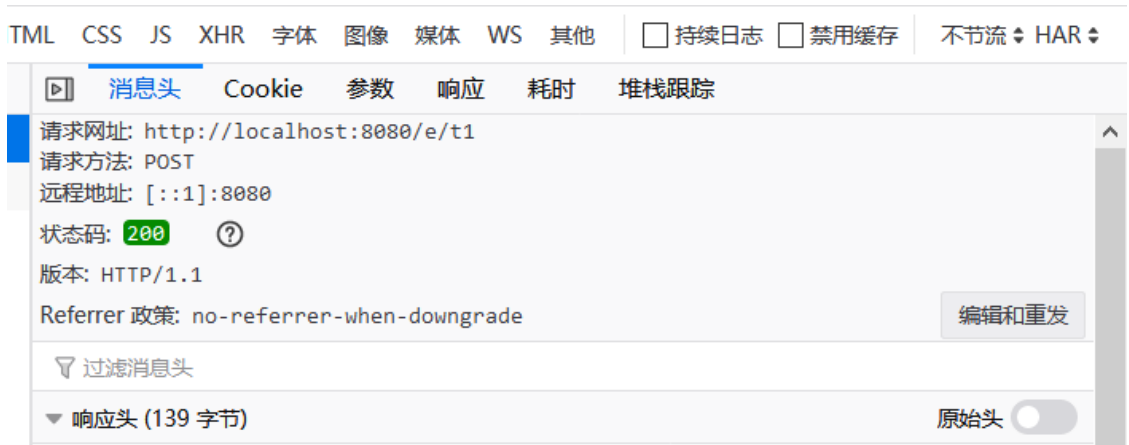 TML CSS JS XHR 字体 图像 媒体 WS 其他 持续日志 禁用缓存 不节流 HAR
消息头 Cookie 参数 响应 耗时 堆栈跟踪
请求网址: http://localhost:8080/e/t1
请求方法: POST
远程地址: [::1]:8080
状态码: 200 ?
版本: HTTP/1.1
Referrer 政策: no-referrer-when-downgrade 编辑和重发
过滤消息头
响应头 (139 字节) 原始头